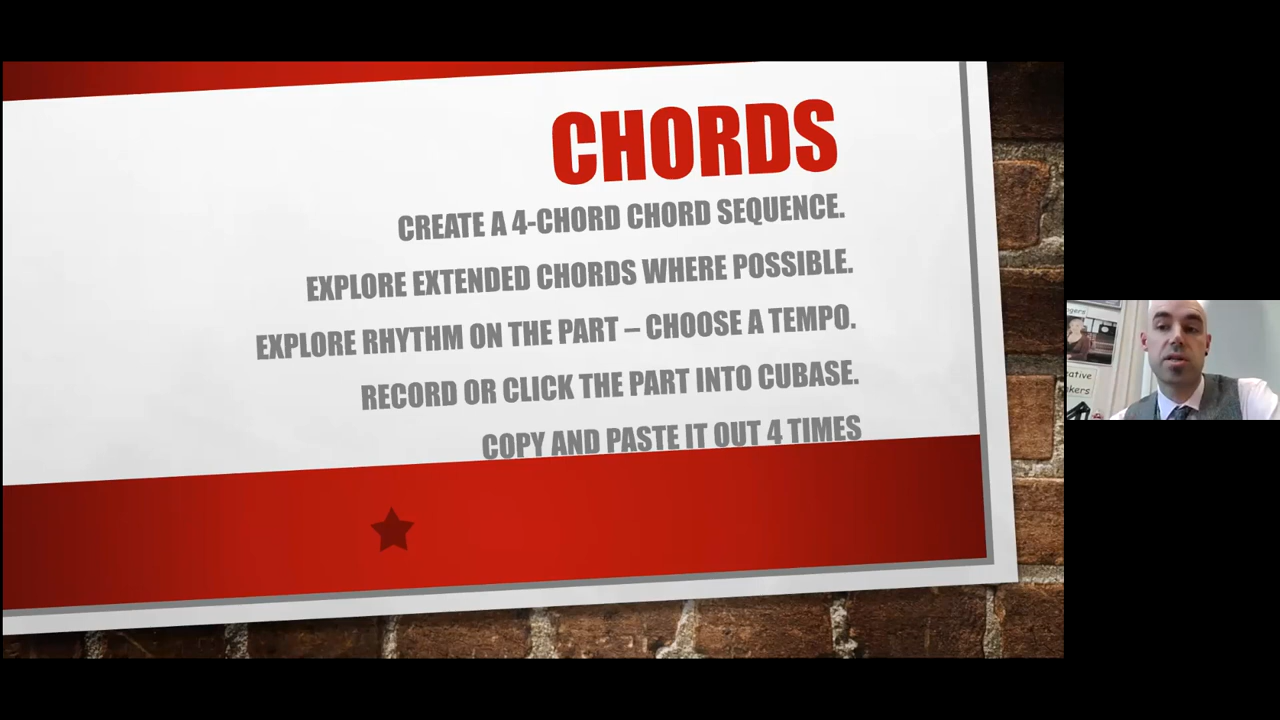 CHORDS
CREATE A 4-CHORD CHORD SEQUENCE.
EXPLORE EXTENDED CHORDS WHERE POSSIBLE.
EXPLORE RHYTHM ON THE PART – CHOOSE A TEMPO.
RECORD OR CLICK THE PART INTO CUBASE.
COPY AND PASTE IT OUT 4 TIMES